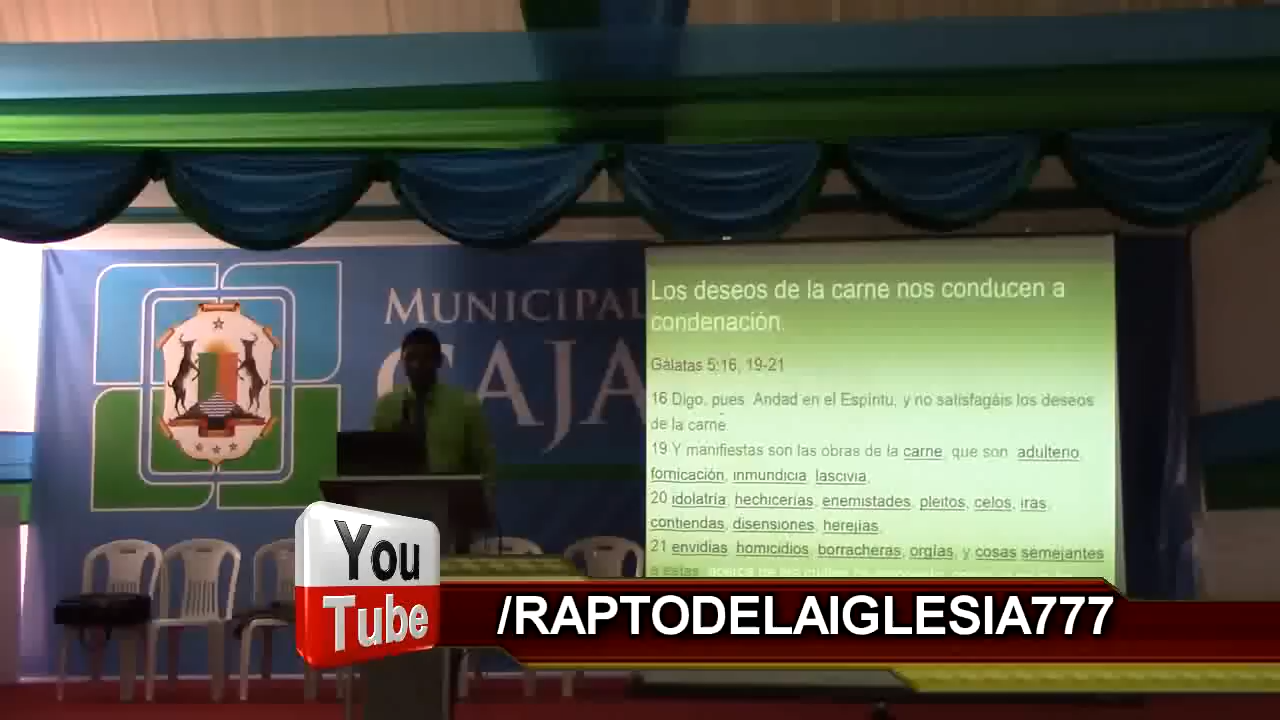 MUNICIPAL
CAJA
Los deseos de la carne nos conducen a
condenación.
Gálatas 5:16, 19-21
16 Digo, pues: Andad en el Espíritu, y no satisfagáis los deseos
de la carne.
19 Y manifiestas son las obras de la carne, que son: adulterio,
fornicación, inmundicia, lascivia,
20 idolatría, hechicerías, enemistades, pleitos, celos, iras,
contiendas, disensiones, herejías,
21 envidias, homicidios, borracheras, orgías, y cosas semejantes
a estas;
You
Tube
/RAPTODELAIGLESIA777